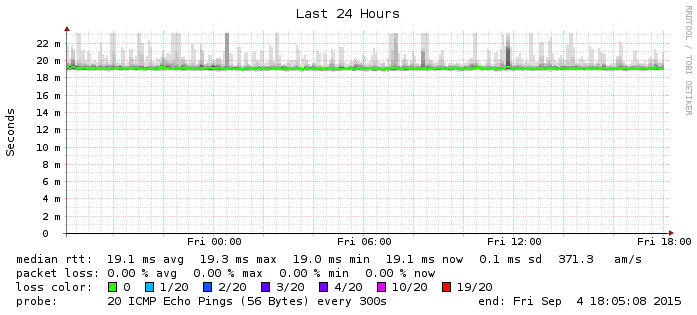 Last 24 Hours
RRDTOOL / TOBI OETIKER
Seconds
22 m
20 m
18 m
16 m
14 m
12 m
10 m
8 m
6 m
4 m
2 m
0
Fri 00:00 Fri 06:00 Fri 12:00 Fri 18:00
median rtt: 19.1 ms avg 19.3 ms max 19.0 ms min 19.1 ms now 0.1 ms sd 371.3 am/s
packet loss: 0.00 % avg 0.00 % max 0.00 % min 0.00 % now
loss color: 0 1/20 2/20 3/20 4/20 10/20 19/20
probe: 20 ICMP Echo Pings (56 Bytes) every 300s end: Fri Sep 4 18:05:08 2015